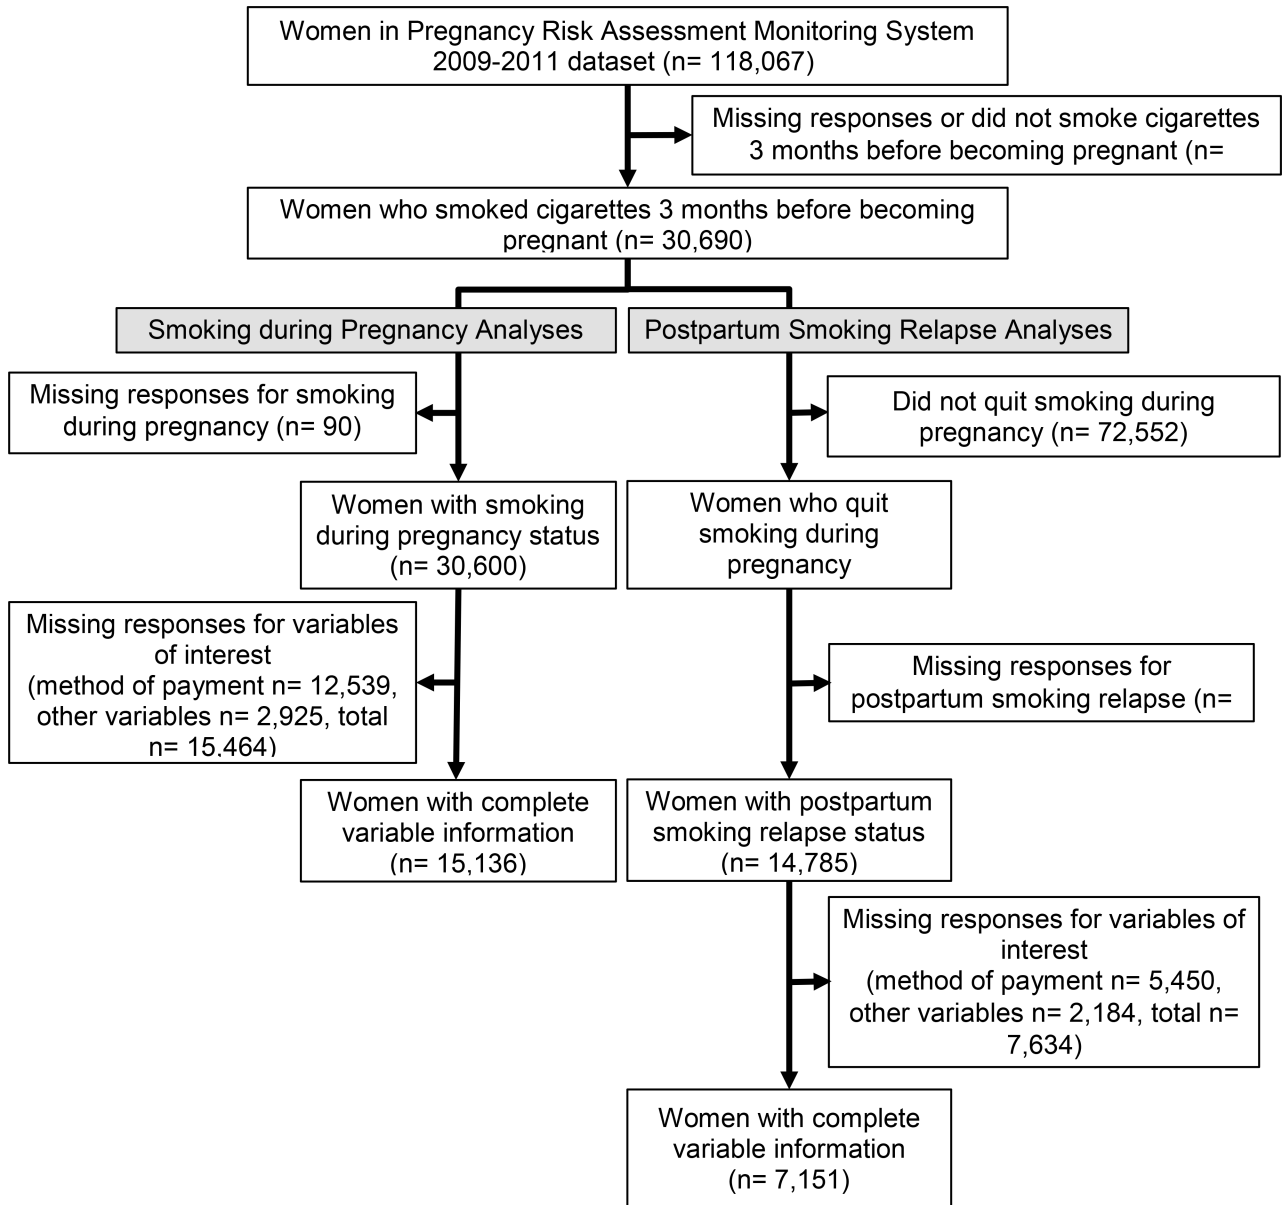 Women in Pregnancy Risk Assessment Monitoring System
2009-2011 dataset (n= 118,067)
Missing responses or did not smoke cigarettes
3 months before becoming pregnant (n=
Women who smoked cigarettes 3 months before becoming
pregnant (n= 30,690)
Smoking during Pregnancy Analyses
Postpartum Smoking Relapse Analyses
Missing responses for smoking
during pregnancy (n= 90)
Did not quit smoking during
pregnancy (n= 72,552)
Women with smoking
during pregnancy status
(n= 30,600)
Women who quit
smoking during
pregnancy
Missing responses for variables
of interest
(method of payment n= 12,539,
other variables n= 2,925, total
n= 15,464)
Missing responses for
postpartum smoking relapse (n=
Women with complete
variable information
(n= 15,136)
Women with postpartum
smoking relapse status
(n= 14,785)
Missing responses for variables of
interest
(method of payment n= 5,450,
other variables n= 2,184, total n=
7,634)
Women with complete
variable information
(n= 7,151)